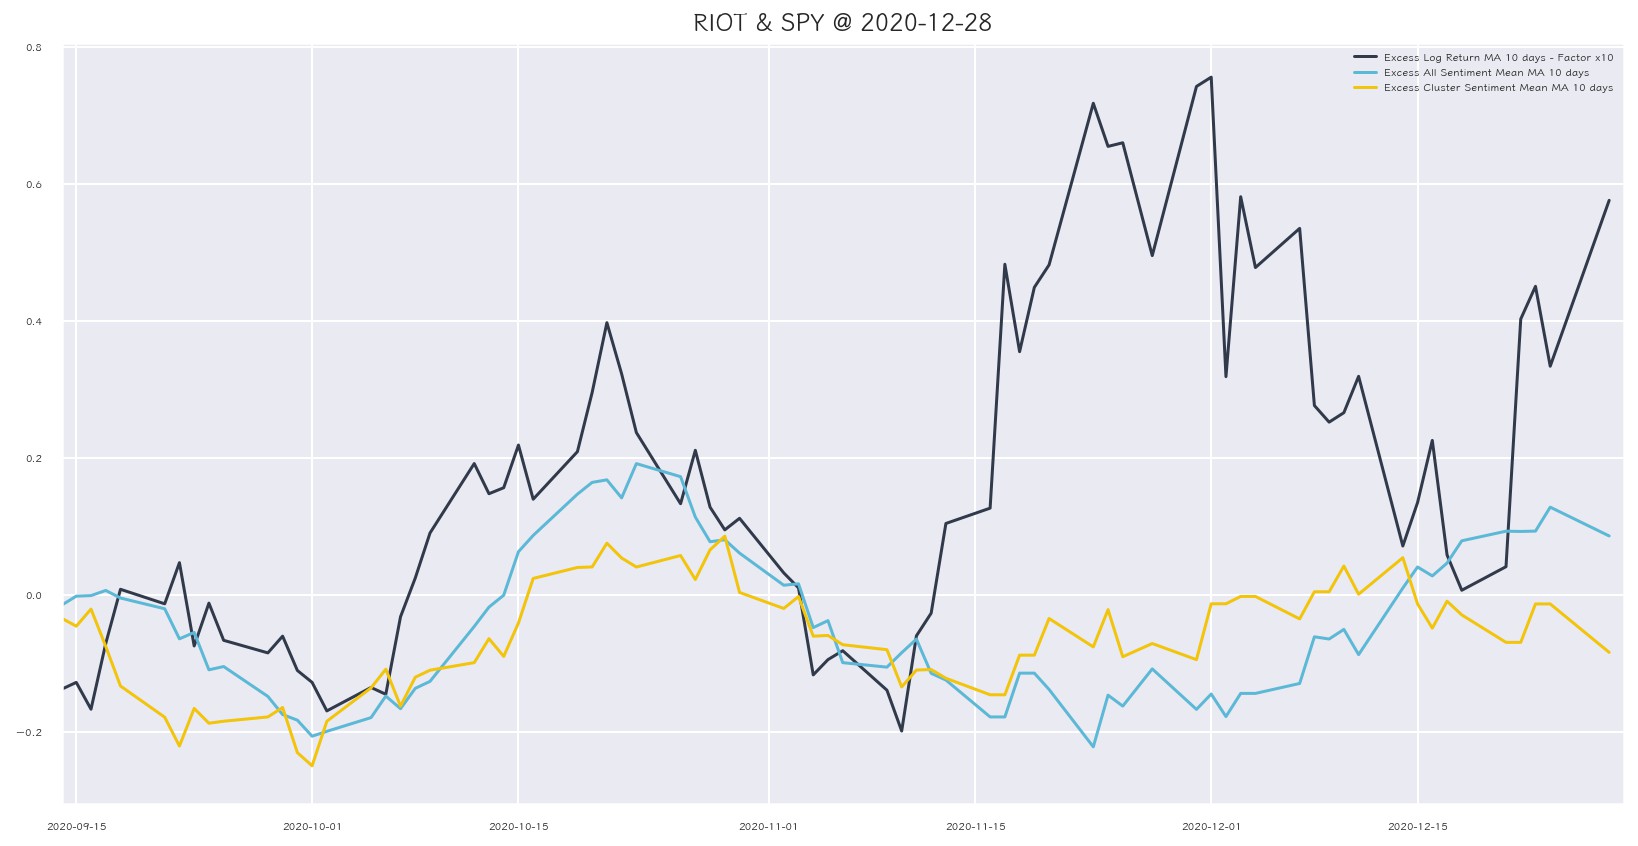 RIOT & SPY @ 2020-12-28
Excess Log Return MA 10 days - Factor x10
Excess All Sentiment Mean MA 10 days
Excess Cluster Sentiment Mean MA 10 days
0.8
0.6
0.4
0.2
0.0
−0.2
2020-09-15 2020-10-01 2020-10-15 2020-11-01 2020-11-15 2020-12-01 2020-12-15